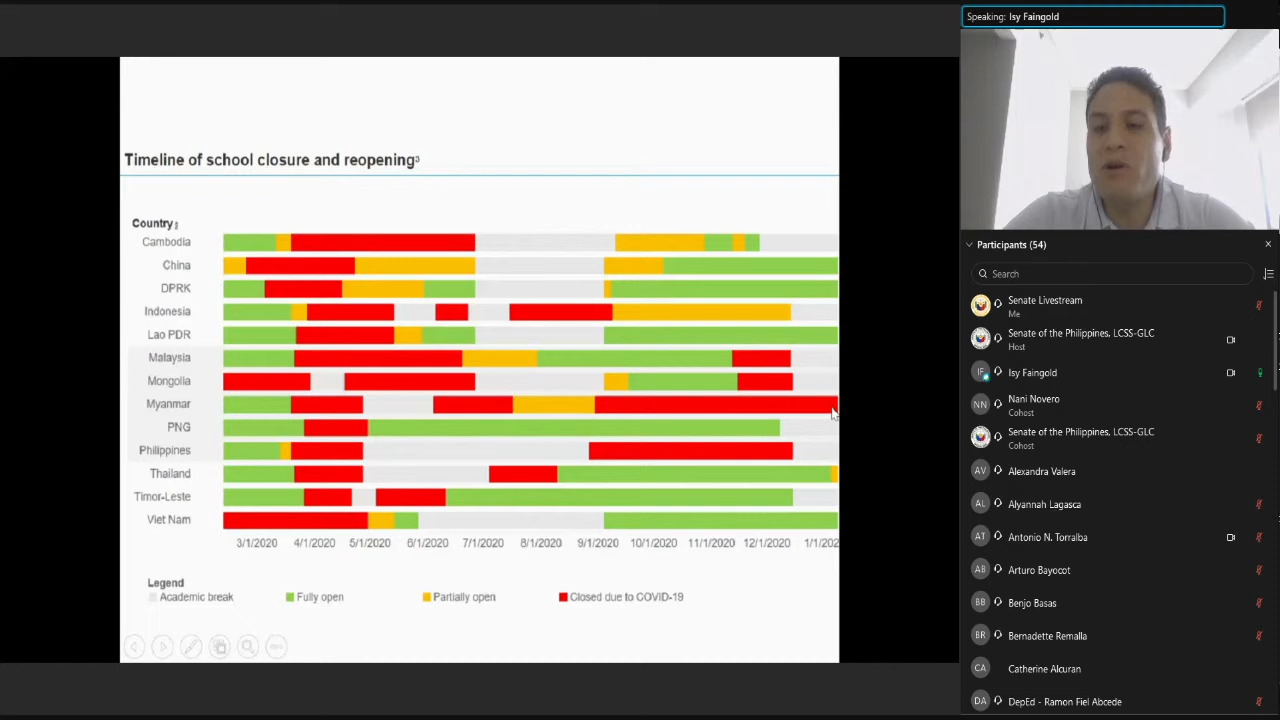 Speaking: Isy Faingold
Timeline of school closure and reopening³
Country
Cambodia
China
DPRK
Indonesia
Lao PDR
Malaysia
Mongolia
Myanmar
PNG
Philippines
Thailand
Timor-Leste
Viet Nam
3/1/2020 4/1/2020 5/1/2020 6/1/2020 7/1/2020 8/1/2020 9/1/2020 10/1/2020 11/1/2020 12/1/2020 1/1/202
Legend
Academic break Fully open Partially open Closed due to COVID-19
Participants (54)
Search
Senate Livestream
Me
Senate of the Philippines, LCSS-GLC
Host
IF Isy Faingold
NN Nani Novero
Cohost
Senate of the Philippines, LCSS-GLC
Cohost
AV Alexandra Valera
AL Alyannah Lagasca
AT Antonio N. Torralba
AB Arturo Bayocot
BB Benjo Basas
BR Bernadette Remalla
CA Catherine Alcuran
DA DepEd - Ramon Fiel Abcede